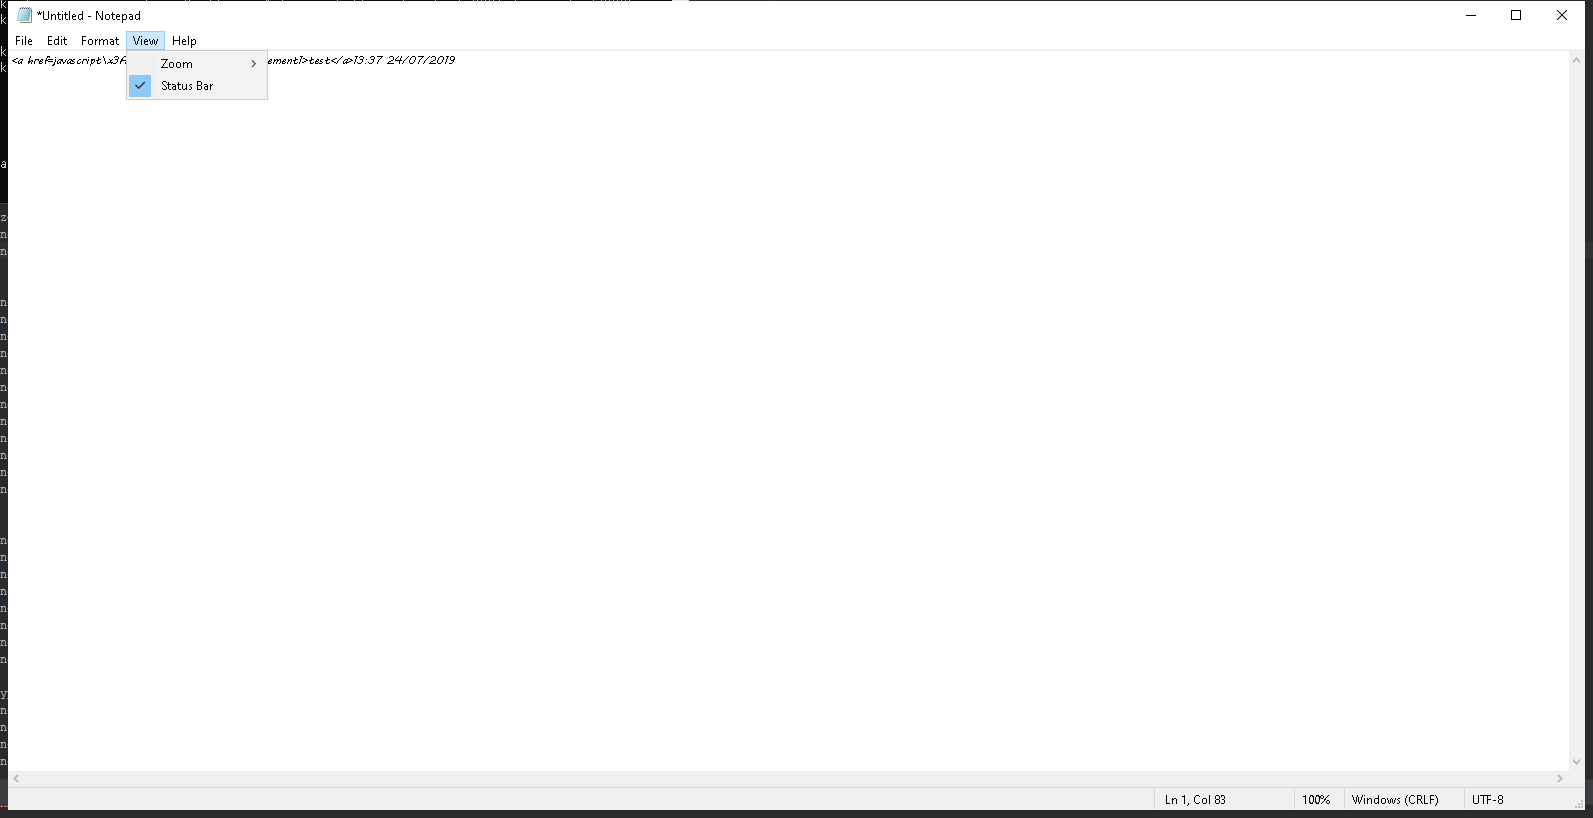 *Untitled - Notepad
File Edit Format View Help
<a href=javascript\x3A ement1>test</a>13:37 24/07/2019
Zoom
Status Bar
Ln 1, Col 83 100% Windows (CRLF) UTF-8